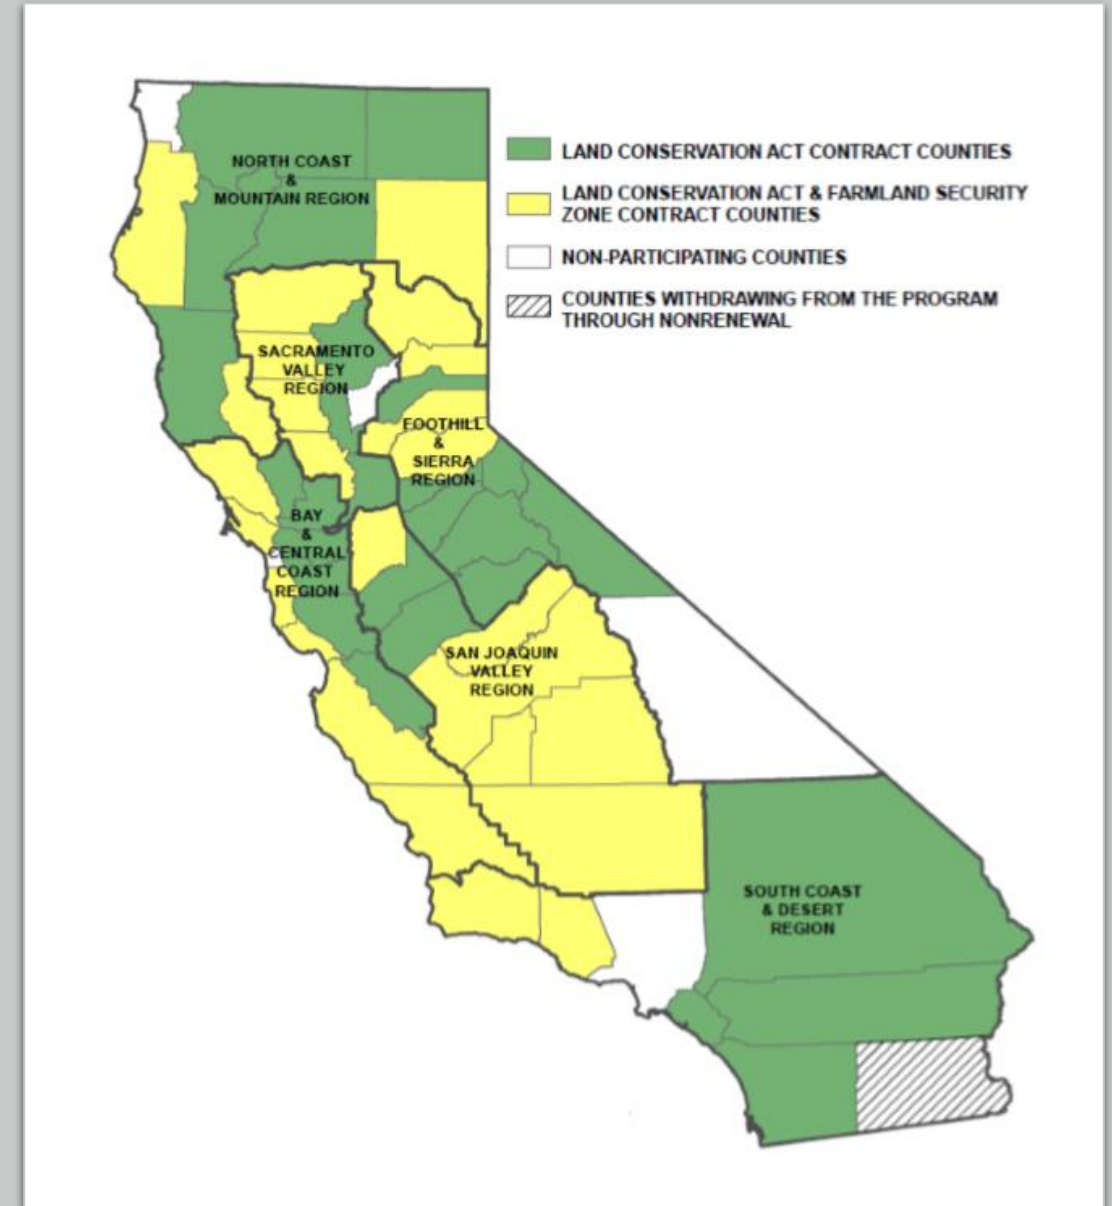 LAND CONSERVATION ACT CONTRACT COUNTIES
LAND CONSERVATION ACT & FARMLAND SECURITY
ZONE CONTRACT COUNTIES
NON-PARTICIPATING COUNTIES
COUNTIES WITHDRAWING FROM THE PROGRAM
THROUGH NONRENEWAL
NORTH COAST
&
MOUNTAIN REGION
SACRAMENTO
VALLEY
REGION
FOOTHILL
&
SIERRA
REGION
BAY
&
CENTRAL
COAST
REGION
SAN JOAQUIN
VALLEY
REGION
SOUTH COAST
& DESERT
REGION